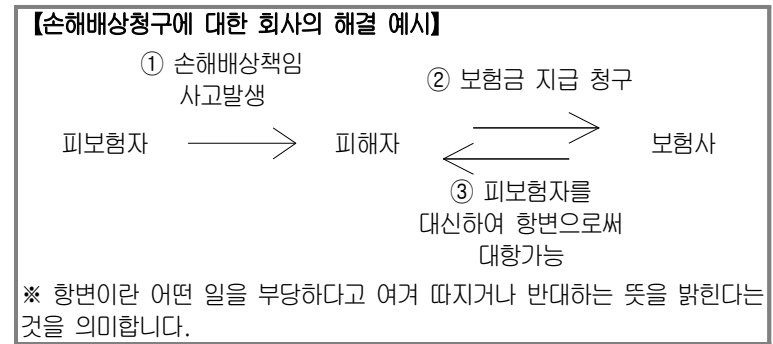 【손해배상청구에 대한 회사의 해결 예시】
① 손해배상책임
사고발생
② 보험금 지급 청구
피보험자
피해자
보험사
③ 피보험자를
대신하여 항변으로써
대항가능
※ 항변이란 어떤 일을 부당하다고 여겨 따지거나 반대하는 뜻을 밝힌다는
것을 의미합니다.